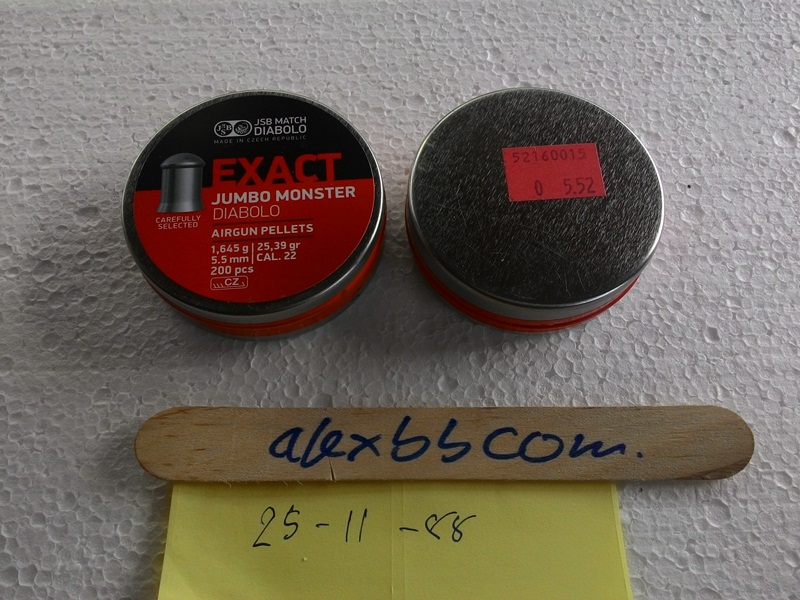 JSB MATCH
DIABOLO
MADE IN CZECH REPUBLIC
EXACT
JUMBO MONSTER
DIABOLO
CAREFULLY
SELECTED
AIRGUN PELLETS
1,645 g | 25,39 gr
5.5 mm | CAL. 22
200 pcs
CZ
52160015
0 5.52
alexbbcom.
25-11-88